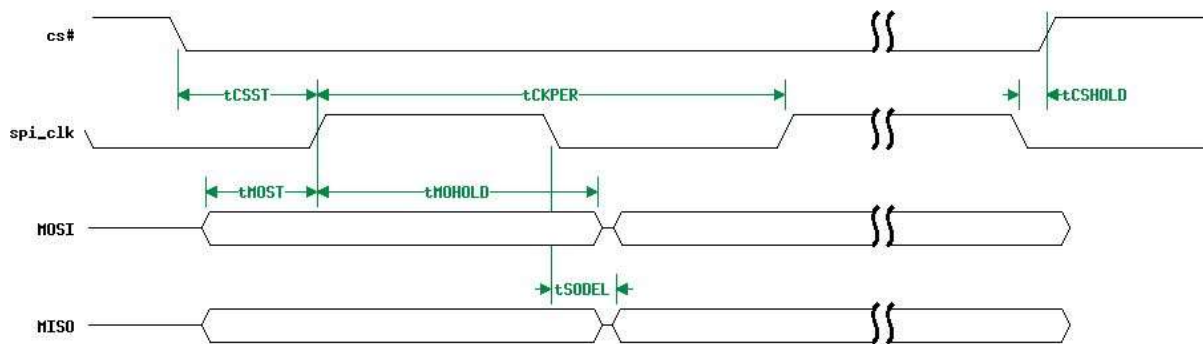 cs#
tCSST
tCKPER
tCSHOLD
spi_clk
tMOST
tMOHOLD
MOSI
tSODEL
MISO